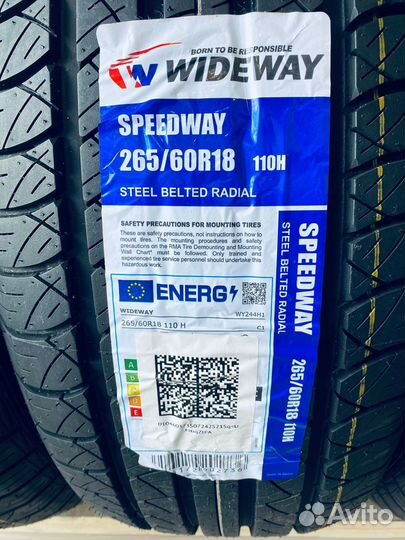 BORN TO BE RESPONSIBLE
WIDEWAY
SPEEDWAY
265/60R18 110H
STEEL BELTED RADIAL
SAFETY PRECAUTIONS FOR MOUNTING TIRES
These are safety precautions, not instructions on how to
mount tires. The mounting procedures and safety
precautions on the RMA Tire Demounting and Mounting
Wall Chart* must be followed. Only trained and
experienced tire service personnel should undertake this
hazardous work.
ENERG
WIDEWAY WY244H1
265/60R18 110 H C1
A
B
C
D
E
SPEEDWAY
STEEL BELTED RADIAL
265/60R18 110H
Avito